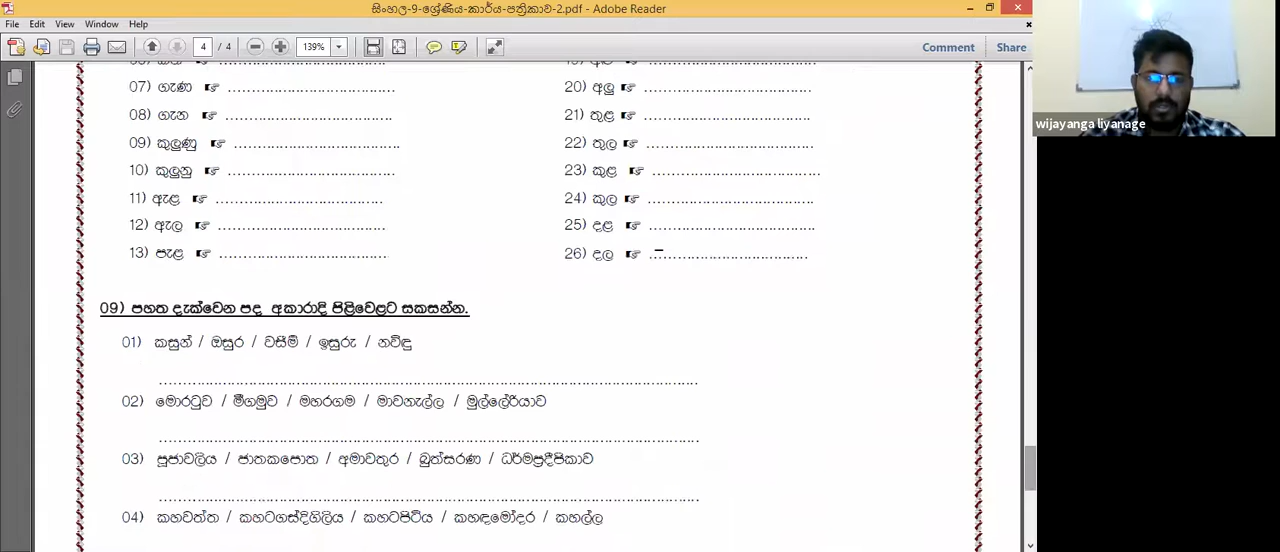 සිංහල-9-ශ්‍රේණිය-කාර්ය-පත්‍රිකාව-2.pdf - Adobe Reader
File Edit View Window Help
4 / 4 139% Comment Share
07) ගැණ ☞ ..........................................
08) ගැන ☞ ..........................................
09) කුලුණු ☞ ..........................................
10) කුලුනු ☞ ..........................................
11) ඇළ ☞ ..........................................
12) ඇල ☞ ..........................................
13) පැළ ☞ ..........................................
20) අලු ☞ ..........................................
21) තුළ ☞ ..........................................
22) තුල ☞ ..........................................
23) කුළ ☞ ..........................................
24) කුල ☞ ..........................................
25) දළ ☞ ..........................................
26) දල ☞ ..........................................
09) පහත දැක්වෙන පද අකාරාදි පිළිවෙළට සකසන්න.
01) කසුන් / ඔසුර / වසීම් / ඉසුරු / නවිඳු
02) මොරටුව / මීගමුව / මහරගම / මාවනැල්ල / මුල්ලේරියාව
03) පූජාවලිය / ජාතකපොත / අමාවතුර / බුත්සරණ / ධර්මප්‍රදීපිකාව
04) කහවත්ත / කහටගස්දිගිලිය / කහටපිටිය / කහඳමෝදර / කහල්ල
wijayanga liyanage